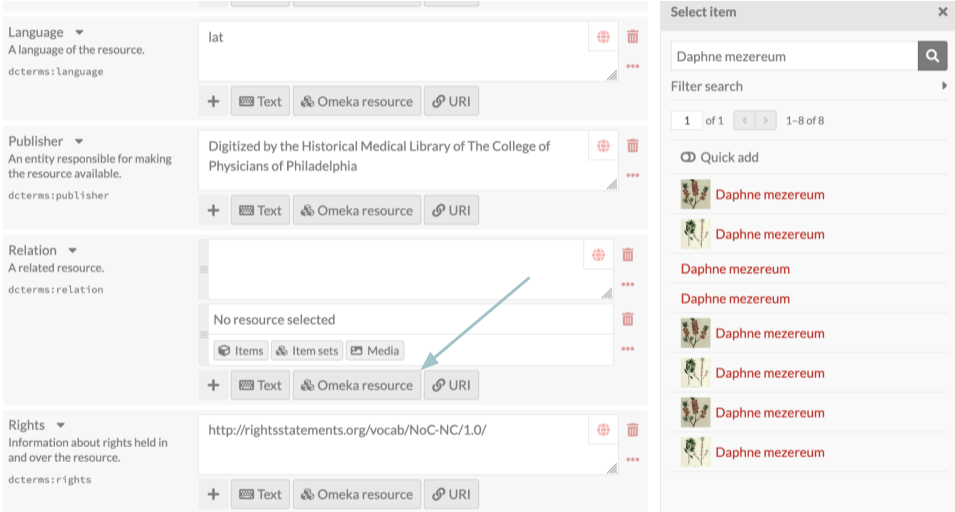 Language
A language of the resource.
dcterms:language
lat
+ Text Omeka resource URI
Publisher
An entity responsible for making
the resource available.
dcterms:publisher
Digitized by the Historical Medical Library of The College of
Physicians of Philadelphia
+ Text Omeka resource URI
Relation
A related resource.
dcterms:relation
No resource selected
Items Item sets Media
+ Text Omeka resource URI
Rights
Information about rights held in
and over the resource.
dcterms:rights
http://rightsstatements.org/vocab/NoC-NC/1.0/
+ Text Omeka resource URI
Select item
Daphne mezereum
Filter search
1 of 1 < > 1–8 of 8
Quick add
Daphne mezereum
Daphne mezereum
Daphne mezereum
Daphne mezereum
Daphne mezereum
Daphne mezereum
Daphne mezereum
Daphne mezereum